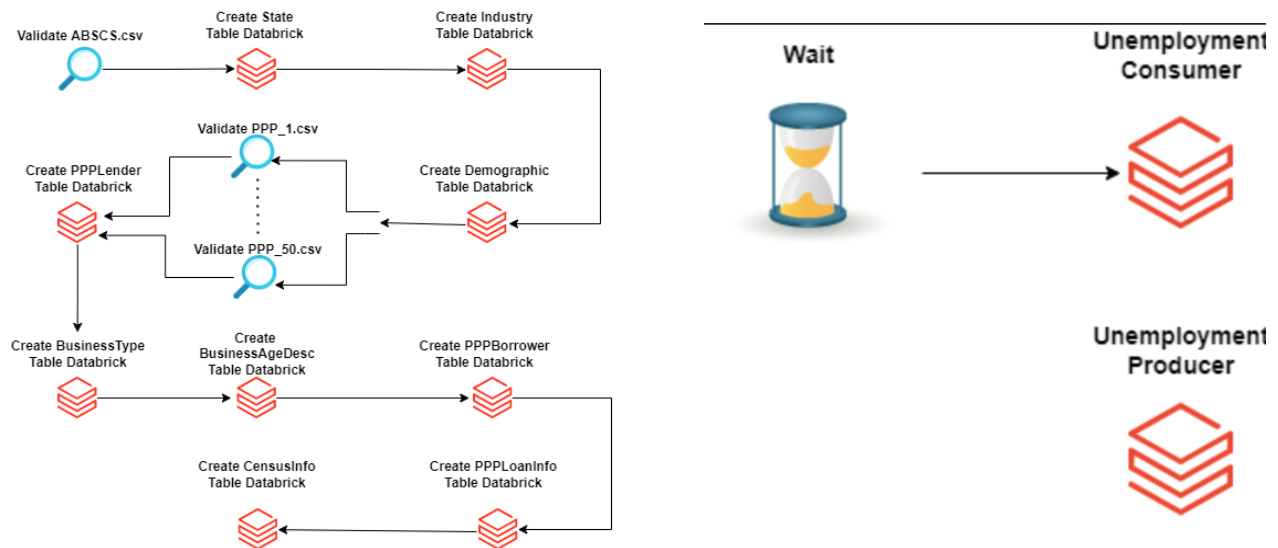 Validate ABSCS.csv
Create State
Table Databrick
Create Industry
Table Databrick
Validate PPP_1.csv
Create PPPLender
Table Databrick
Create Demographic
Table Databrick
Validate PPP_50.csv
Create BusinessType
Table Databrick
Create
BusinessAgeDesc
Table Databrick
Create PPPBorrower
Table Databrick
Create CensusInfo
Table Databrick
Create PPPLoanInfo
Table Databrick
Wait
Unemployment
Consumer
Unemployment
Producer